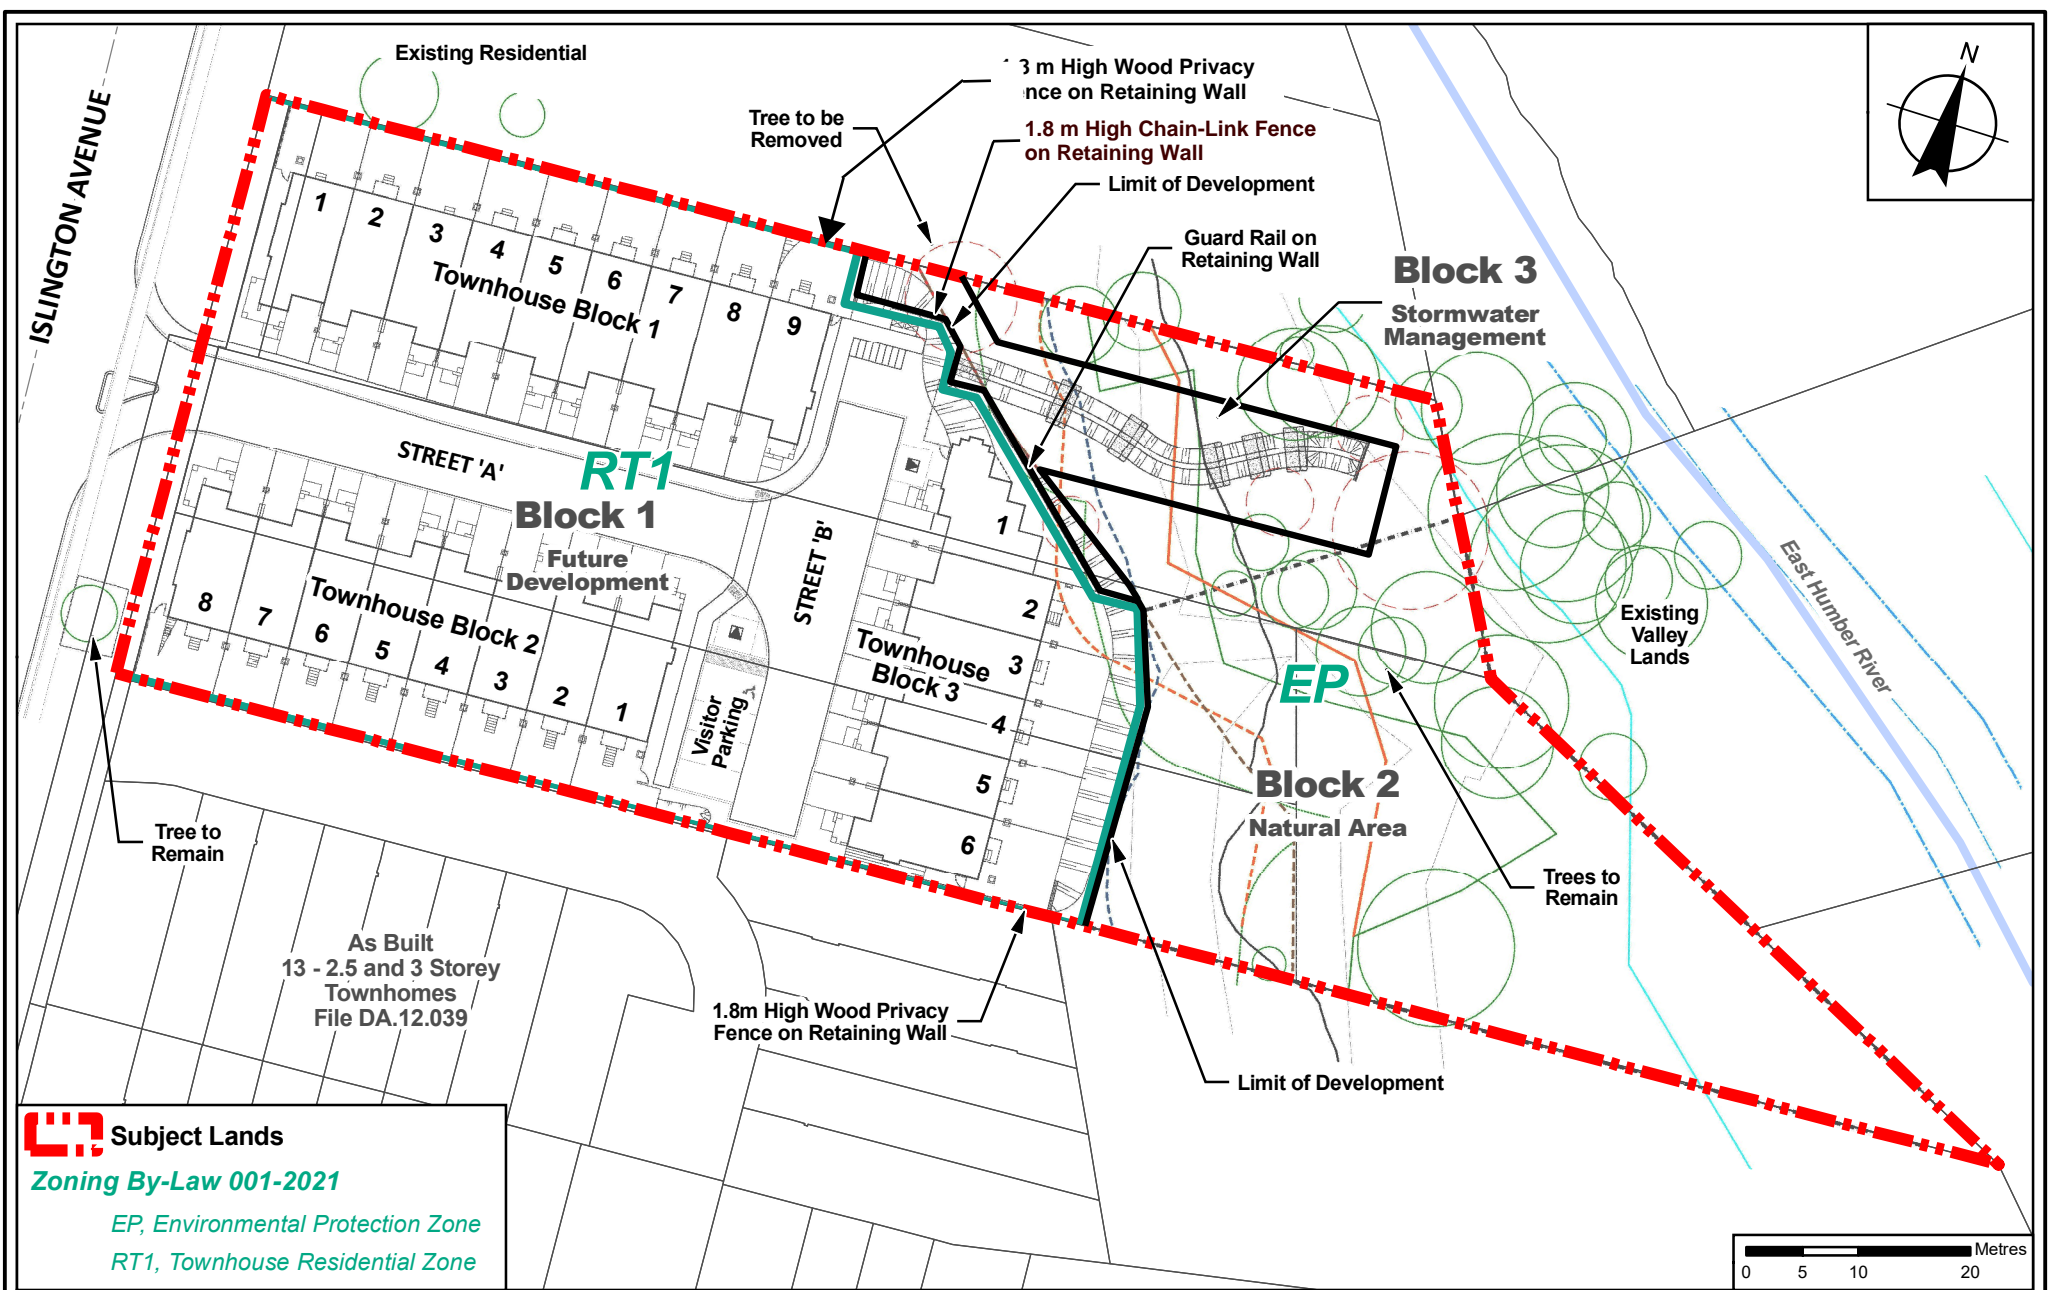 Existing Residential
3 m High Wood Privacy
nce on Retaining Wall
Tree to be
Removed
1.8 m High Chain-Link Fence
on Retaining Wall
Limit of Development
Guard Rail on
Retaining Wall
N
ISLINGTON AVENUE
Block 3
Stormwater
Management
1
2
3
4
5
6
7
8
9
Townhouse Block 1
STREET 'A'
RT1
Block 1
Future
Development
STREET 'B'
8
7
6
5
4
3
2
1
Townhouse Block 2
Visitor
Parking
1
2
3
4
5
6
Townhouse
Block 3
EP
Block 2
Natural Area
Existing
Valley
Lands
East Humber River
Tree to
Remain
Trees to
Remain
As Built
13 - 2.5 and 3 Storey
Townhomes
File DA.12.039
1.8m High Wood Privacy
Fence on Retaining Wall
Limit of Development
Subject Lands
Zoning By-Law 001-2021
EP, Environmental Protection Zone
RT1, Townhouse Residential Zone
Metres
0 5 10 20